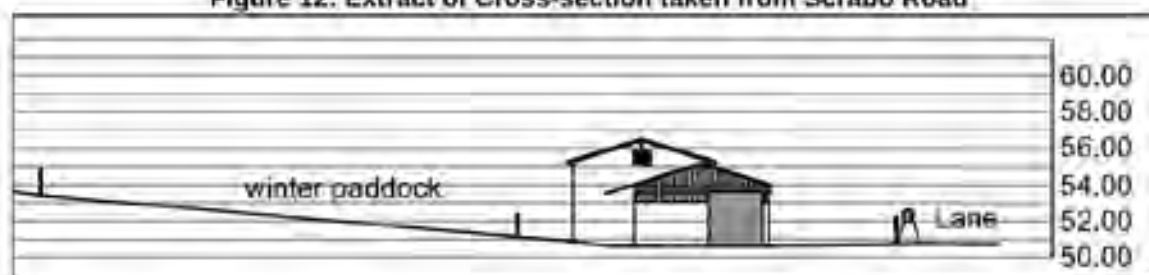 Figure 12: Extract of Cross-section taken from Scrabo Road
60.00
58.00
56.00
winter paddock
54.00
52.00
Lane
50.00